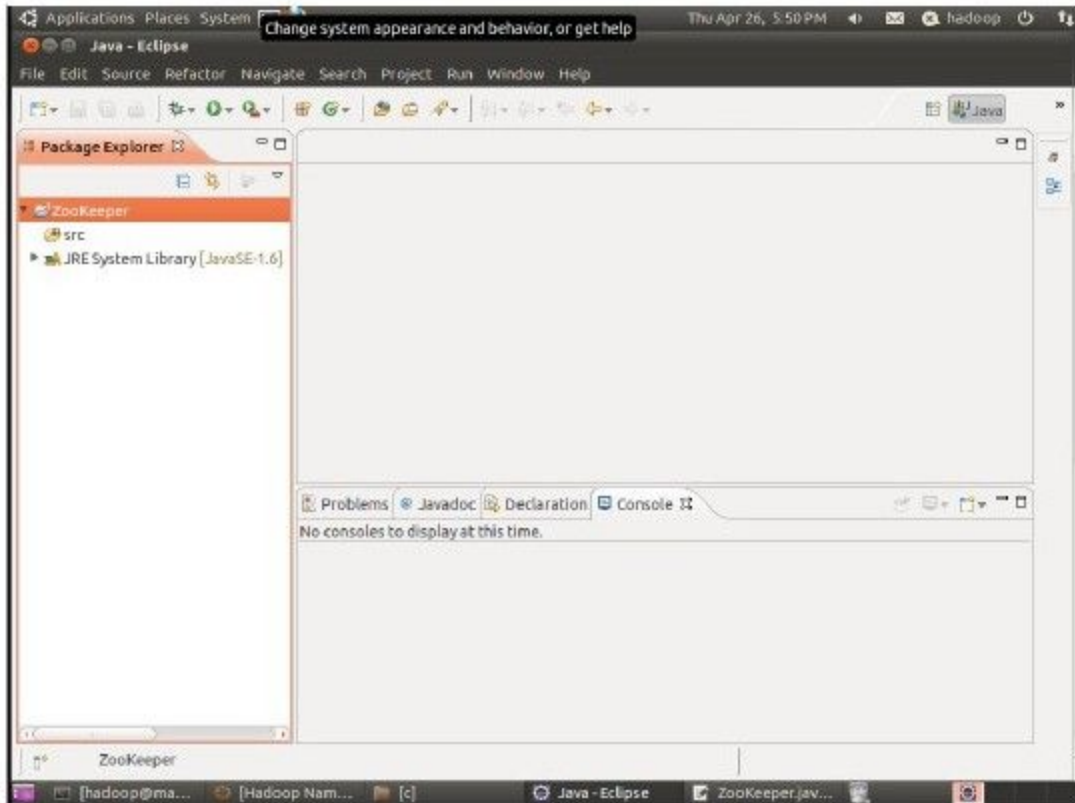 Applications Places System
Change system appearance and behavior, or get help
Thu Apr 26, 5:50 PM
hadoop
Java - Eclipse
File Edit Source Refactor Navigate Search Project Run Window Help
Java
»
Package Explorer
ZooKeeper
src
JRE System Library [JavaSE-1.6]
Problems
Javadoc
Declaration
Console
No consoles to display at this time.
ZooKeeper
[hadoop@ma...
[Hadoop Nam...
[c]
Java - Eclipse
ZooKeeper.jav...